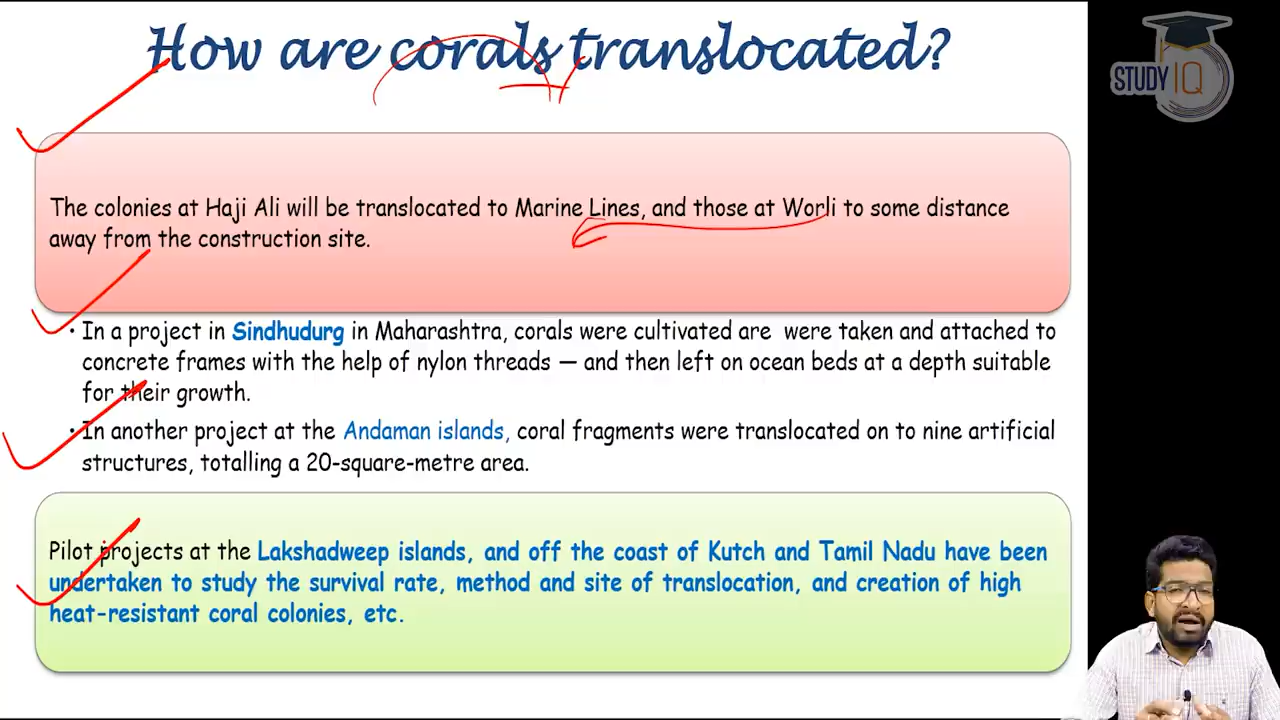 How are corals translocated?
STUDY IQ
The colonies at Haji Ali will be translocated to Marine Lines, and those at Worli to some distance
away from the construction site.
• In a project in Sindhudurg in Maharashtra, corals were cultivated are were taken and attached to
concrete frames with the help of nylon threads — and then left on ocean beds at a depth suitable
for their growth.
• In another project at the Andaman islands, coral fragments were translocated on to nine artificial
structures, totalling a 20-square-metre area.
Pilot projects at the Lakshadweep islands, and off the coast of Kutch and Tamil Nadu have been
undertaken to study the survival rate, method and site of translocation, and creation of high
heat-resistant coral colonies, etc.